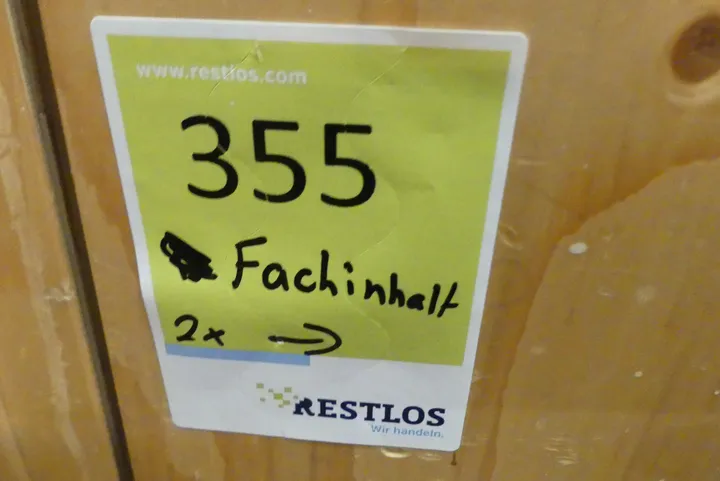 www.restlos.com
355
Fachinhalt
2x →
RESTLOS
Wir handeln.